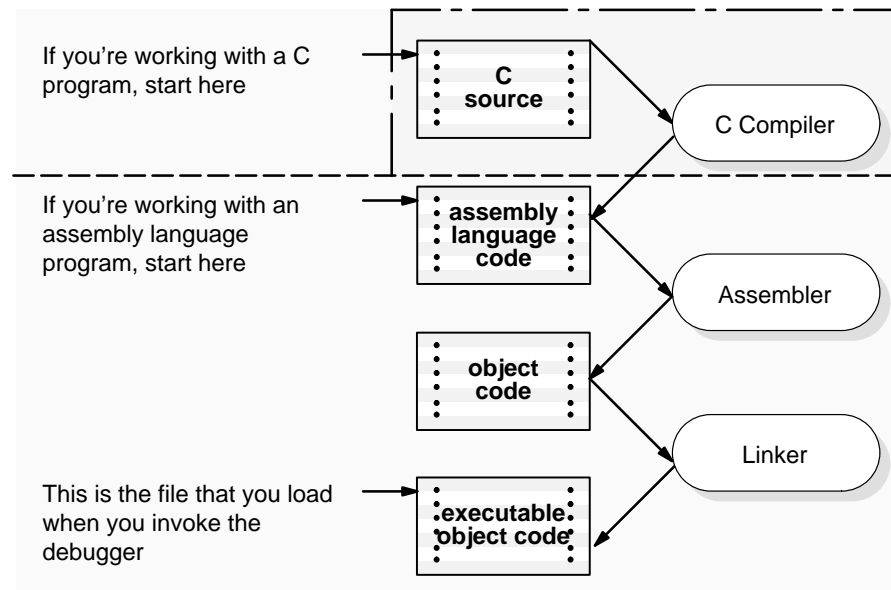 If you’re working with a C
program, start here
C
source
C Compiler
If you’re working with an
assembly language
program, start here
assembly
language
code
Assembler
object
code
Linker
This is the file that you load
when you invoke the
debugger
executable
object code